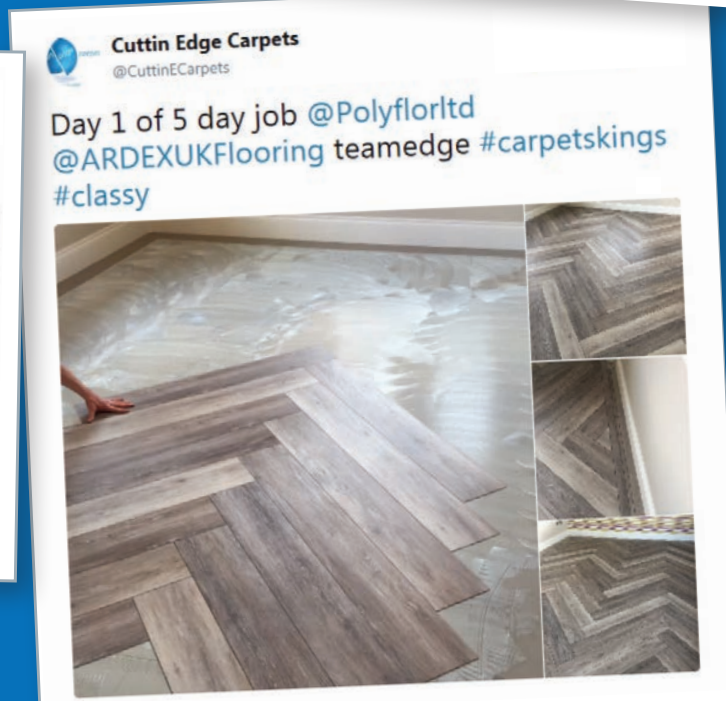 Cuttin Edge Carpets
@CuttinECarpets
Day 1 of 5 day job @Polyflorltd
@ARDEXUKFlooring teamedge #carpetskings
#classy